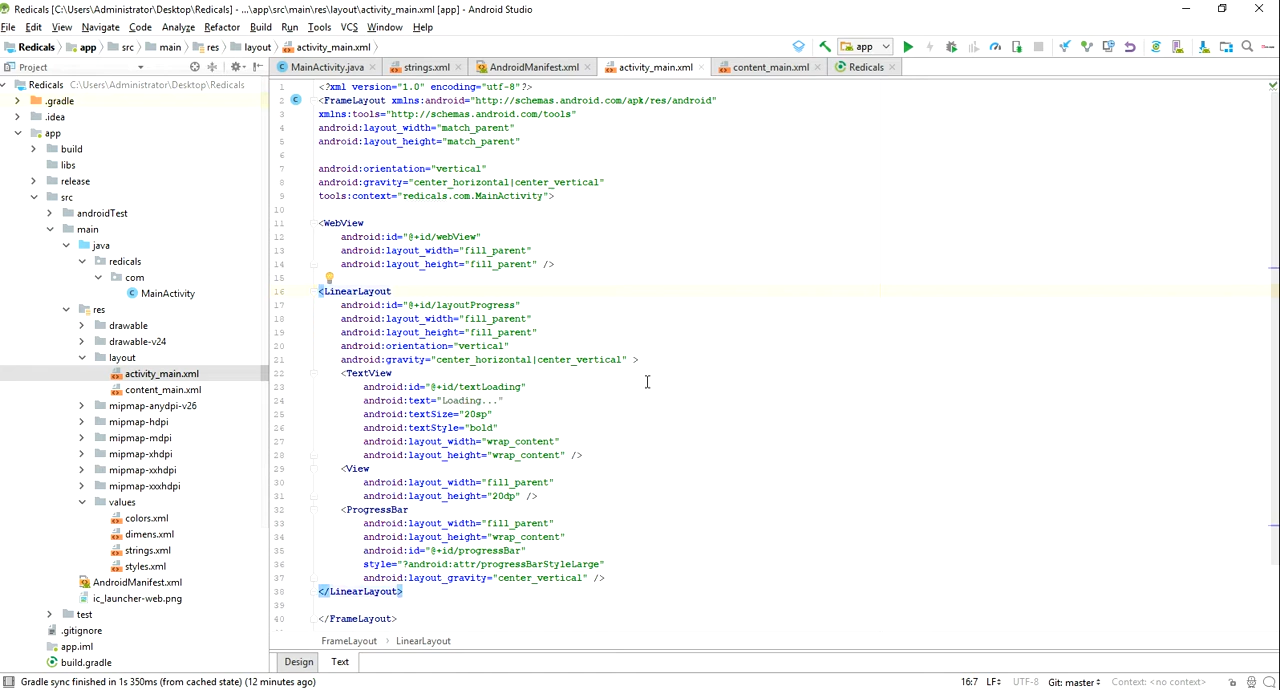 Redicals [C:\Users\Administrator\Desktop\Redicals] - ...\app\src\main\res\layout\activity_main.xml [app] - Android Studio
File Edit View Navigate Code Analyze Refactor Build Run Tools VCS Window Help
Redicals app src main res layout activity_main.xml app
Project MainActivity.java strings.xml AndroidManifest.xml activity_main.xml content_main.xml Redicals
Redicals C:\Users\Administrator\Desktop\Redicals
.gradle
.idea
app
build
libs
release
src
androidTest
main
java
redicals
com
MainActivity
res
drawable
drawable-v24
layout
activity_main.xml
content_main.xml
mipmap-anydpi-v26
mipmap-hdpi
mipmap-mdpi
mipmap-xhdpi
mipmap-xxhdpi
mipmap-xxxhdpi
values
colors.xml
dimens.xml
strings.xml
styles.xml
AndroidManifest.xml
ic_launcher-web.png
test
.gitignore
app.iml
build.gradle
1 <?xml version="1.0" encoding="utf-8"?>
2 <FrameLayout xmlns:android="http://schemas.android.com/apk/res/android"
3 xmlns:tools="http://schemas.android.com/tools"
4 android:layout_width="match_parent"
5 android:layout_height="match_parent"
6
7 android:orientation="vertical"
8 android:gravity="center_horizontal|center_vertical"
9 tools:context="redicals.com.MainActivity">
10
11 <WebView
12 android:id="@+id/webView"
13 android:layout_width="fill_parent"
14 android:layout_height="fill_parent" />
15
16 <LinearLayout
17 android:id="@+id/layoutProgress"
18 android:layout_width="fill_parent"
19 android:layout_height="fill_parent"
20 android:orientation="vertical"
21 android:gravity="center_horizontal|center_vertical" >
22 <TextView
23 android:id="@+id/textLoading"
24 android:text="Loading..."
25 android:textSize="20sp"
26 android:textStyle="bold"
27 android:layout_width="wrap_content"
28 android:layout_height="wrap_content" />
29 <View
30 android:layout_width="fill_parent"
31 android:layout_height="20dp" />
32 <ProgressBar
33 android:layout_width="fill_parent"
34 android:layout_height="wrap_content"
35 android:id="@+id/progressBar"
36 style="?android:attr/progressBarStyleLarge"
37 android:layout_gravity="center_vertical" />
38 </LinearLayout>
39
40 </FrameLayout>
FrameLayout LinearLayout
Design Text
Gradle sync finished in 1s 350ms (from cached state) (12 minutes ago) 16:7 LF UTF-8 Git: master Context: <no context>